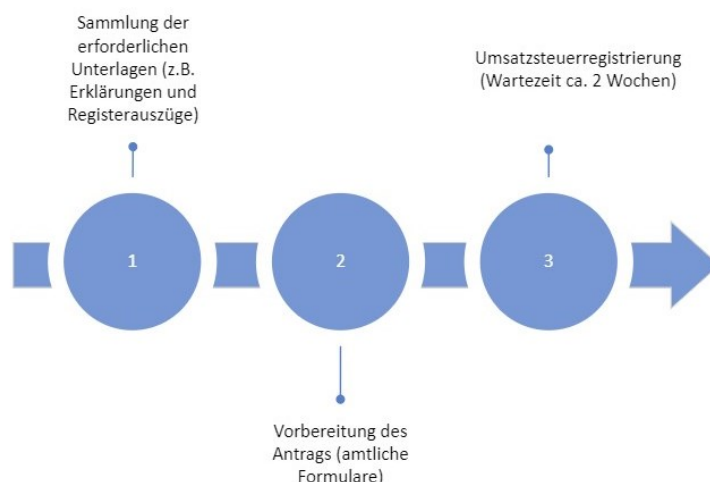 Sammlung der
erforderlichen
Unterlagen (z.B.
Erklärungen und
Registerauszüge)
Umsatzsteuerregistrierung
(Wartezeit ca. 2 Wochen)
1
2
3
Vorbereitung des
Antrags (amtliche
Formulare)